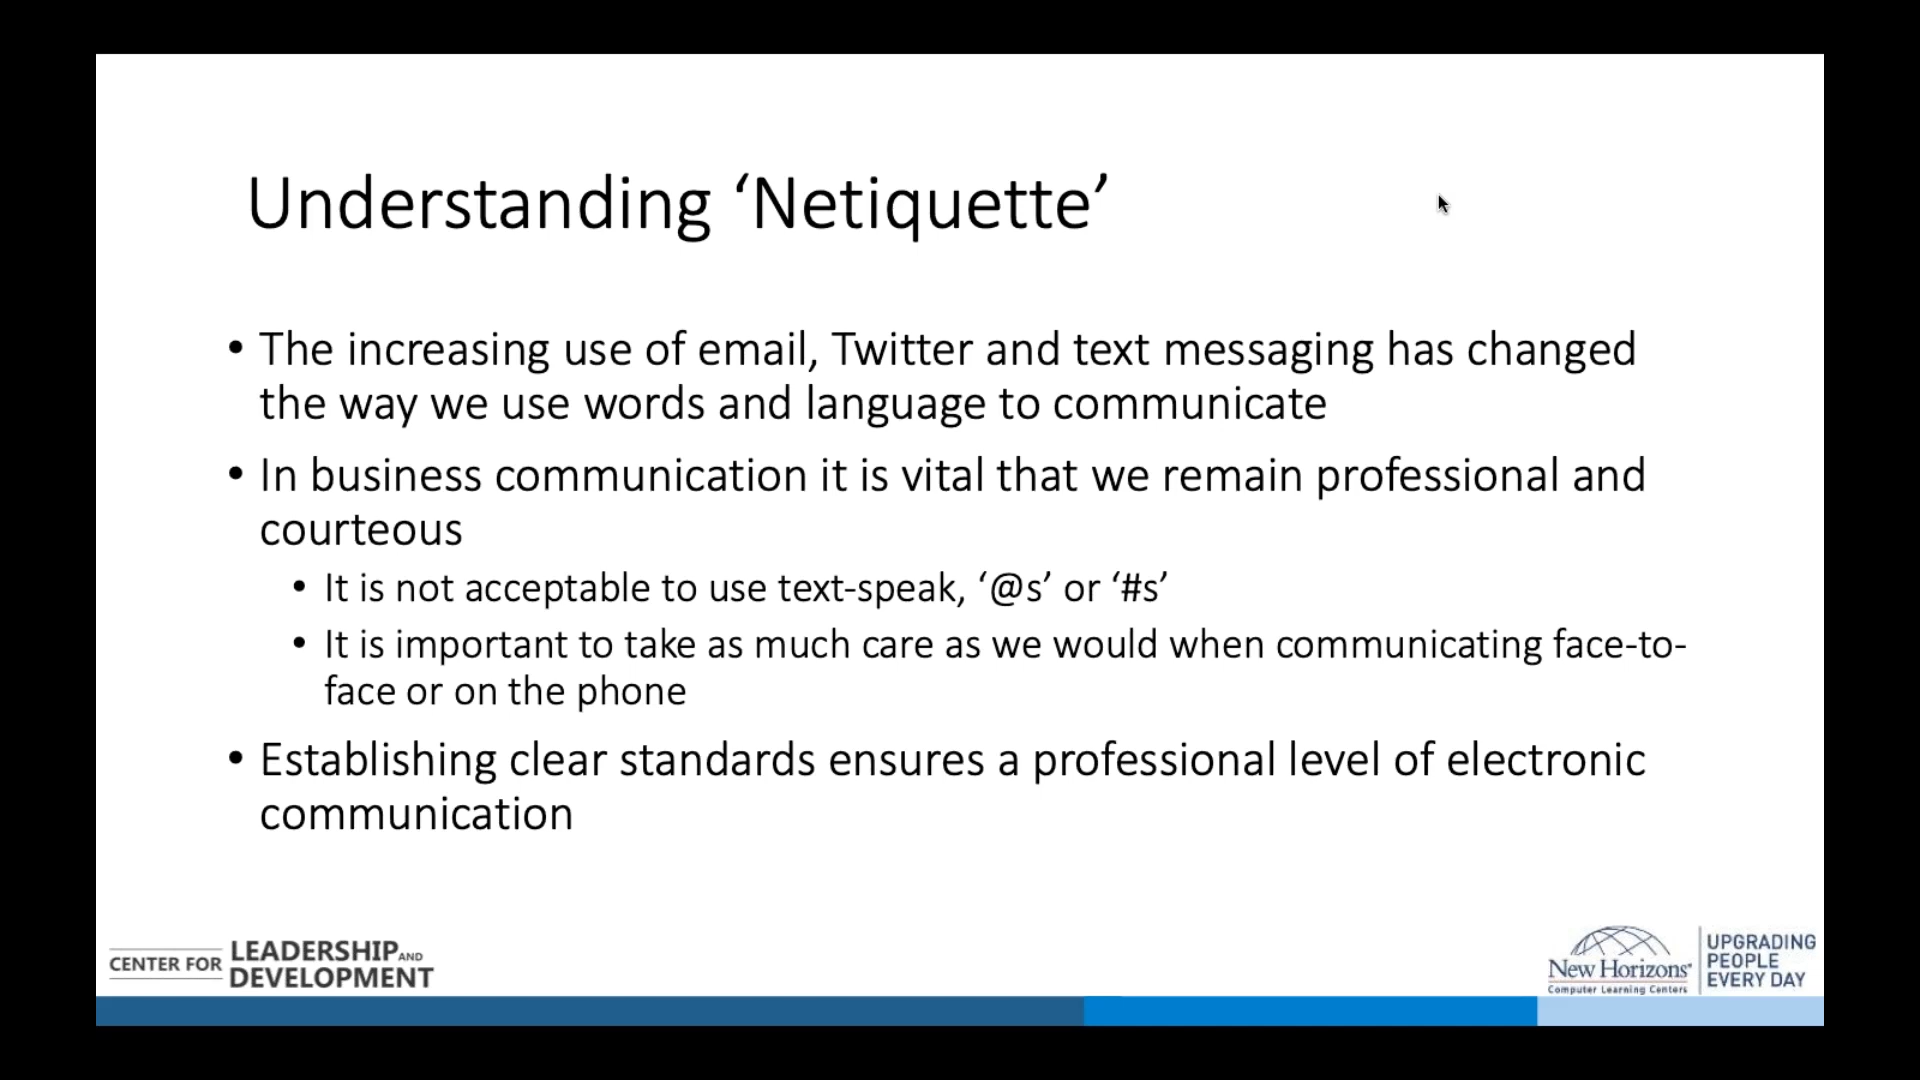 Understanding ‘Netiquette’
• The increasing use of email, Twitter and text messaging has changed
the way we use words and language to communicate
• In business communication it is vital that we remain professional and
courteous
• It is not acceptable to use text-speak, ‘@s’ or ‘#s’
• It is important to take as much care as we would when communicating face-to-
face or on the phone
• Establishing clear standards ensures a professional level of electronic
communication
CENTER FOR LEADERSHIP AND
DEVELOPMENT
New Horizons®
Computer Learning Centers
UPGRADING
PEOPLE
EVERY DAY